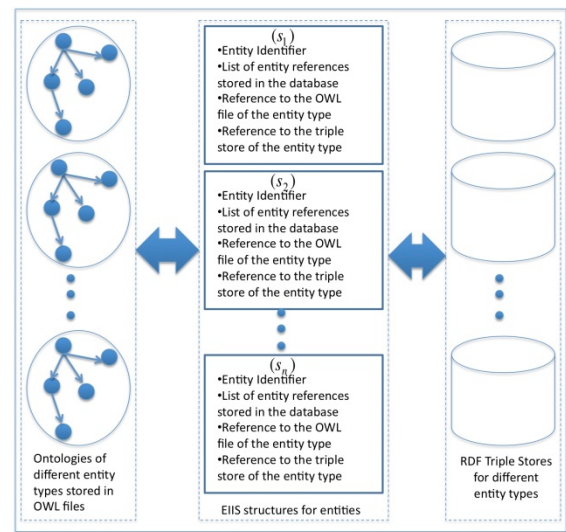 (s₁)
•Entity Identifier
•List of entity references
stored in the database
•Reference to the OWL
file of the entity type
•Reference to the triple
store of the entity type
(s₂)
•Entity Identifier
•List of entity references
stored in the database
•Reference to the OWL
file of the entity type
•Reference to the triple
store of the entity type
(sₙ)
•Entity Identifier
•List of entity references
stored in the database
•Reference to the OWL
file of the entity type
•Reference to the triple
store of the entity type
Ontologies of
different entity
types stored in
OWL files
EIIS structures for entities
RDF Triple Stores
for different
entity types